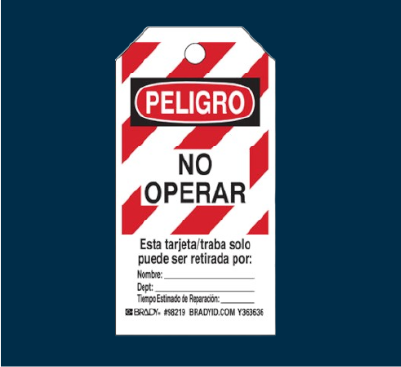 PELIGRO
NO
OPERAR
Esta tarjeta/traba solo
puede ser retirada por:
Nombre:
Dept:
Tiempo Estimado de Reparación:
BRADY #98219 BRADYID.COM Y363636